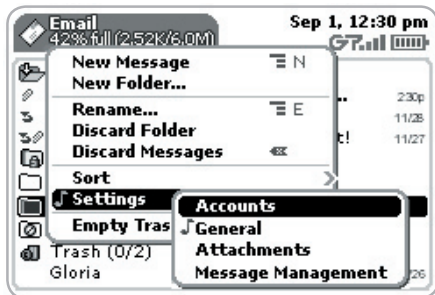 Email
Sep 1, 12:30 pm
42% full (2.52K/6.0M)
G
New Message N
New Folder...
Rename... E
Discard Folder
Discard Messages
Sort
Settings
Empty Tras
Accounts
General
Attachments
Message Management
2:30p
11/28
t! 11/27
Trash (0/2)
Gloria
/26